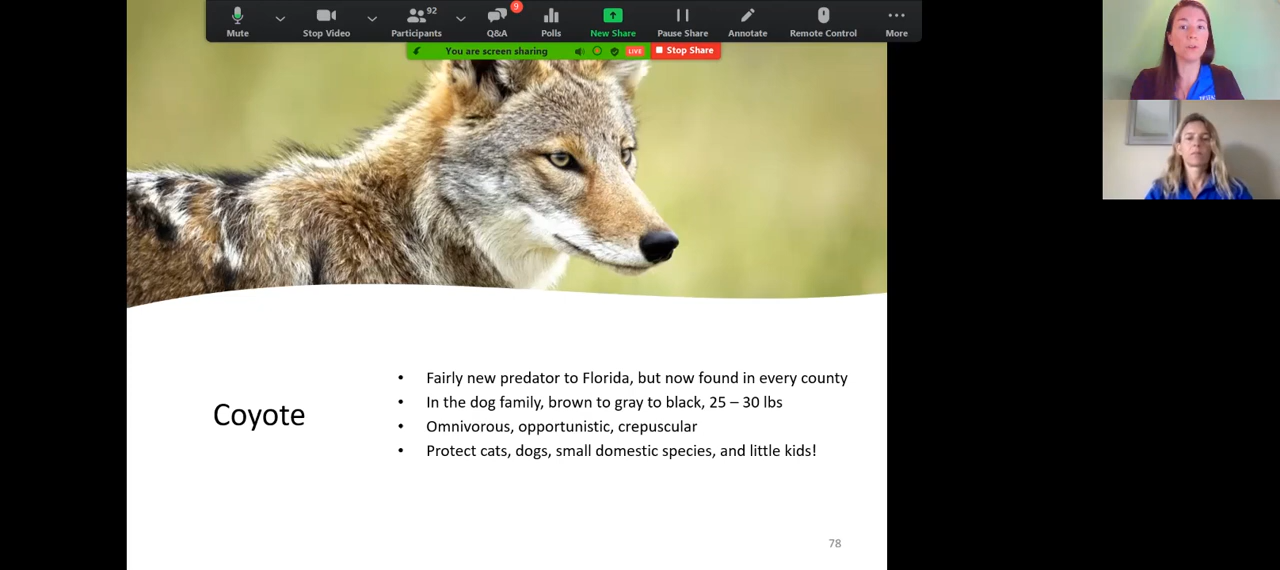 92
9
Mute
Stop Video
Participants
Q&A
Polls
New Share
Pause Share
Annotate
Remote Control
More
You are screen sharing
LIVE
Stop Share
Coyote
• Fairly new predator to Florida, but now found in every county
• In the dog family, brown to gray to black, 25 – 30 lbs
• Omnivorous, opportunistic, crepuscular
• Protect cats, dogs, small domestic species, and little kids!
78